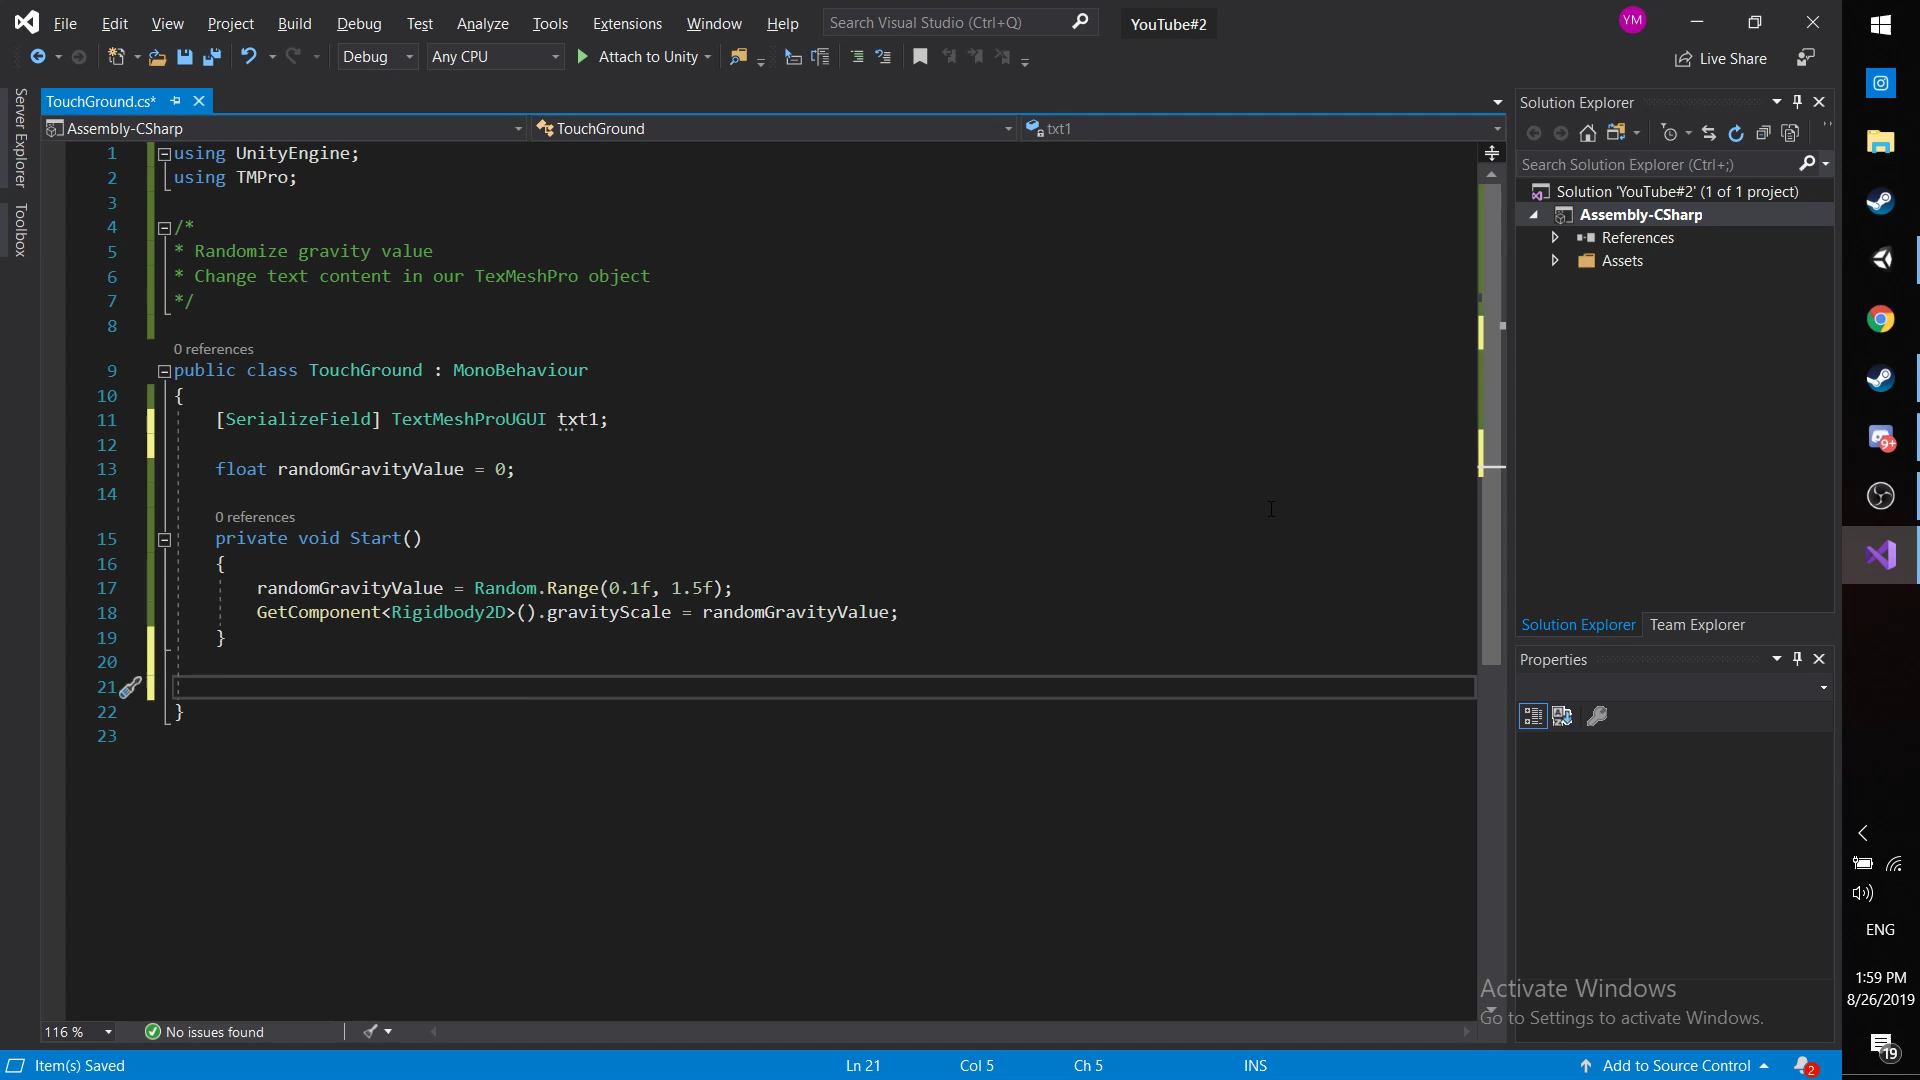 File Edit View Project Build Debug Test Analyze Tools Extensions Window Help Search Visual Studio (Ctrl+Q) YouTube#2 YM
Debug Any CPU Attach to Unity Live Share
Server Explorer
Toolbox
TouchGround.cs*
Assembly-CSharp TouchGround txt1
1 using UnityEngine;
2 using TMPro;
3
4 /*
5 * Randomize gravity value
6 * Change text content in our TexMeshPro object
7 */
8
0 references
9 public class TouchGround : MonoBehaviour
10 {
11 [SerializeField] TextMeshProUGUI txt1;
12
13 float randomGravityValue = 0;
14
0 references
15 private void Start()
16 {
17 randomGravityValue = Random.Range(0.1f, 1.5f);
18 GetComponent<Rigidbody2D>().gravityScale = randomGravityValue;
19 }
20
21
22 }
23
116 % No issues found
Item(s) Saved Ln 21 Col 5 Ch 5 INS Add to Source Control 2
Solution Explorer
Search Solution Explorer (Ctrl+;)
Solution 'YouTube#2' (1 of 1 project)
Assembly-CSharp
References
Assets
Solution Explorer Team Explorer
Properties
Activate Windows
Go to Settings to activate Windows.
9+
ENG
1:59 PM
8/26/2019
19